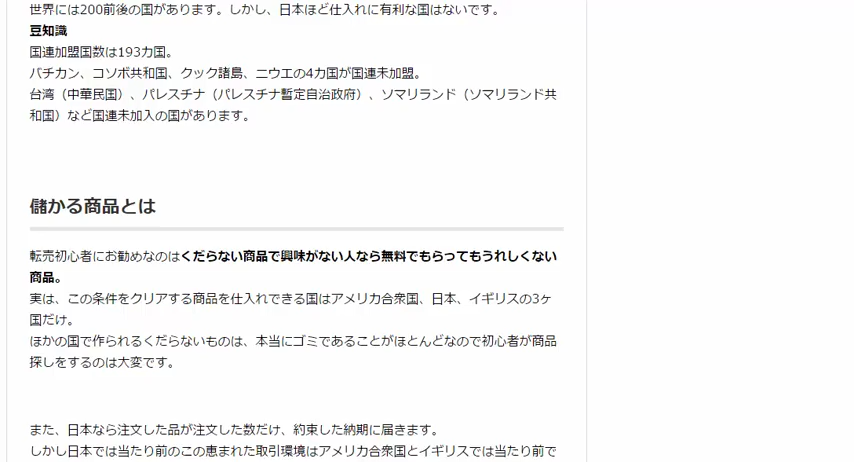 世界には200前後の国があります。しかし、日本ほど仕入れに有利な国はないです。
豆知識
国連加盟国数は193カ国。
バチカン、コソボ共和国、クック諸島、ニウエの4カ国が国連未加盟。
台湾（中華民国）、パレスチナ（パレスチナ暫定自治政府）、ソマリランド（ソマリランド共
和国）など国連未加入の国があります。
儲かる商品とは
転売初心者にお勧めなのはくだらない商品で興味がない人なら無料でもらってもうれしくない
商品。
実は、この条件をクリアする商品を仕入れできる国はアメリカ合衆国、日本、イギリスの3ヶ
国だけ。
ほかの国で作られるくだらないものは、本当にゴミであることがほとんどなので初心者が商品
探しをするのは大変です。
また、日本なら注文した品が注文した数だけ、約束した納期に届きます。
しかし日本では当たり前のこの恵まれた取引環境はアメリカ合衆国とイギリスでは当たり前で